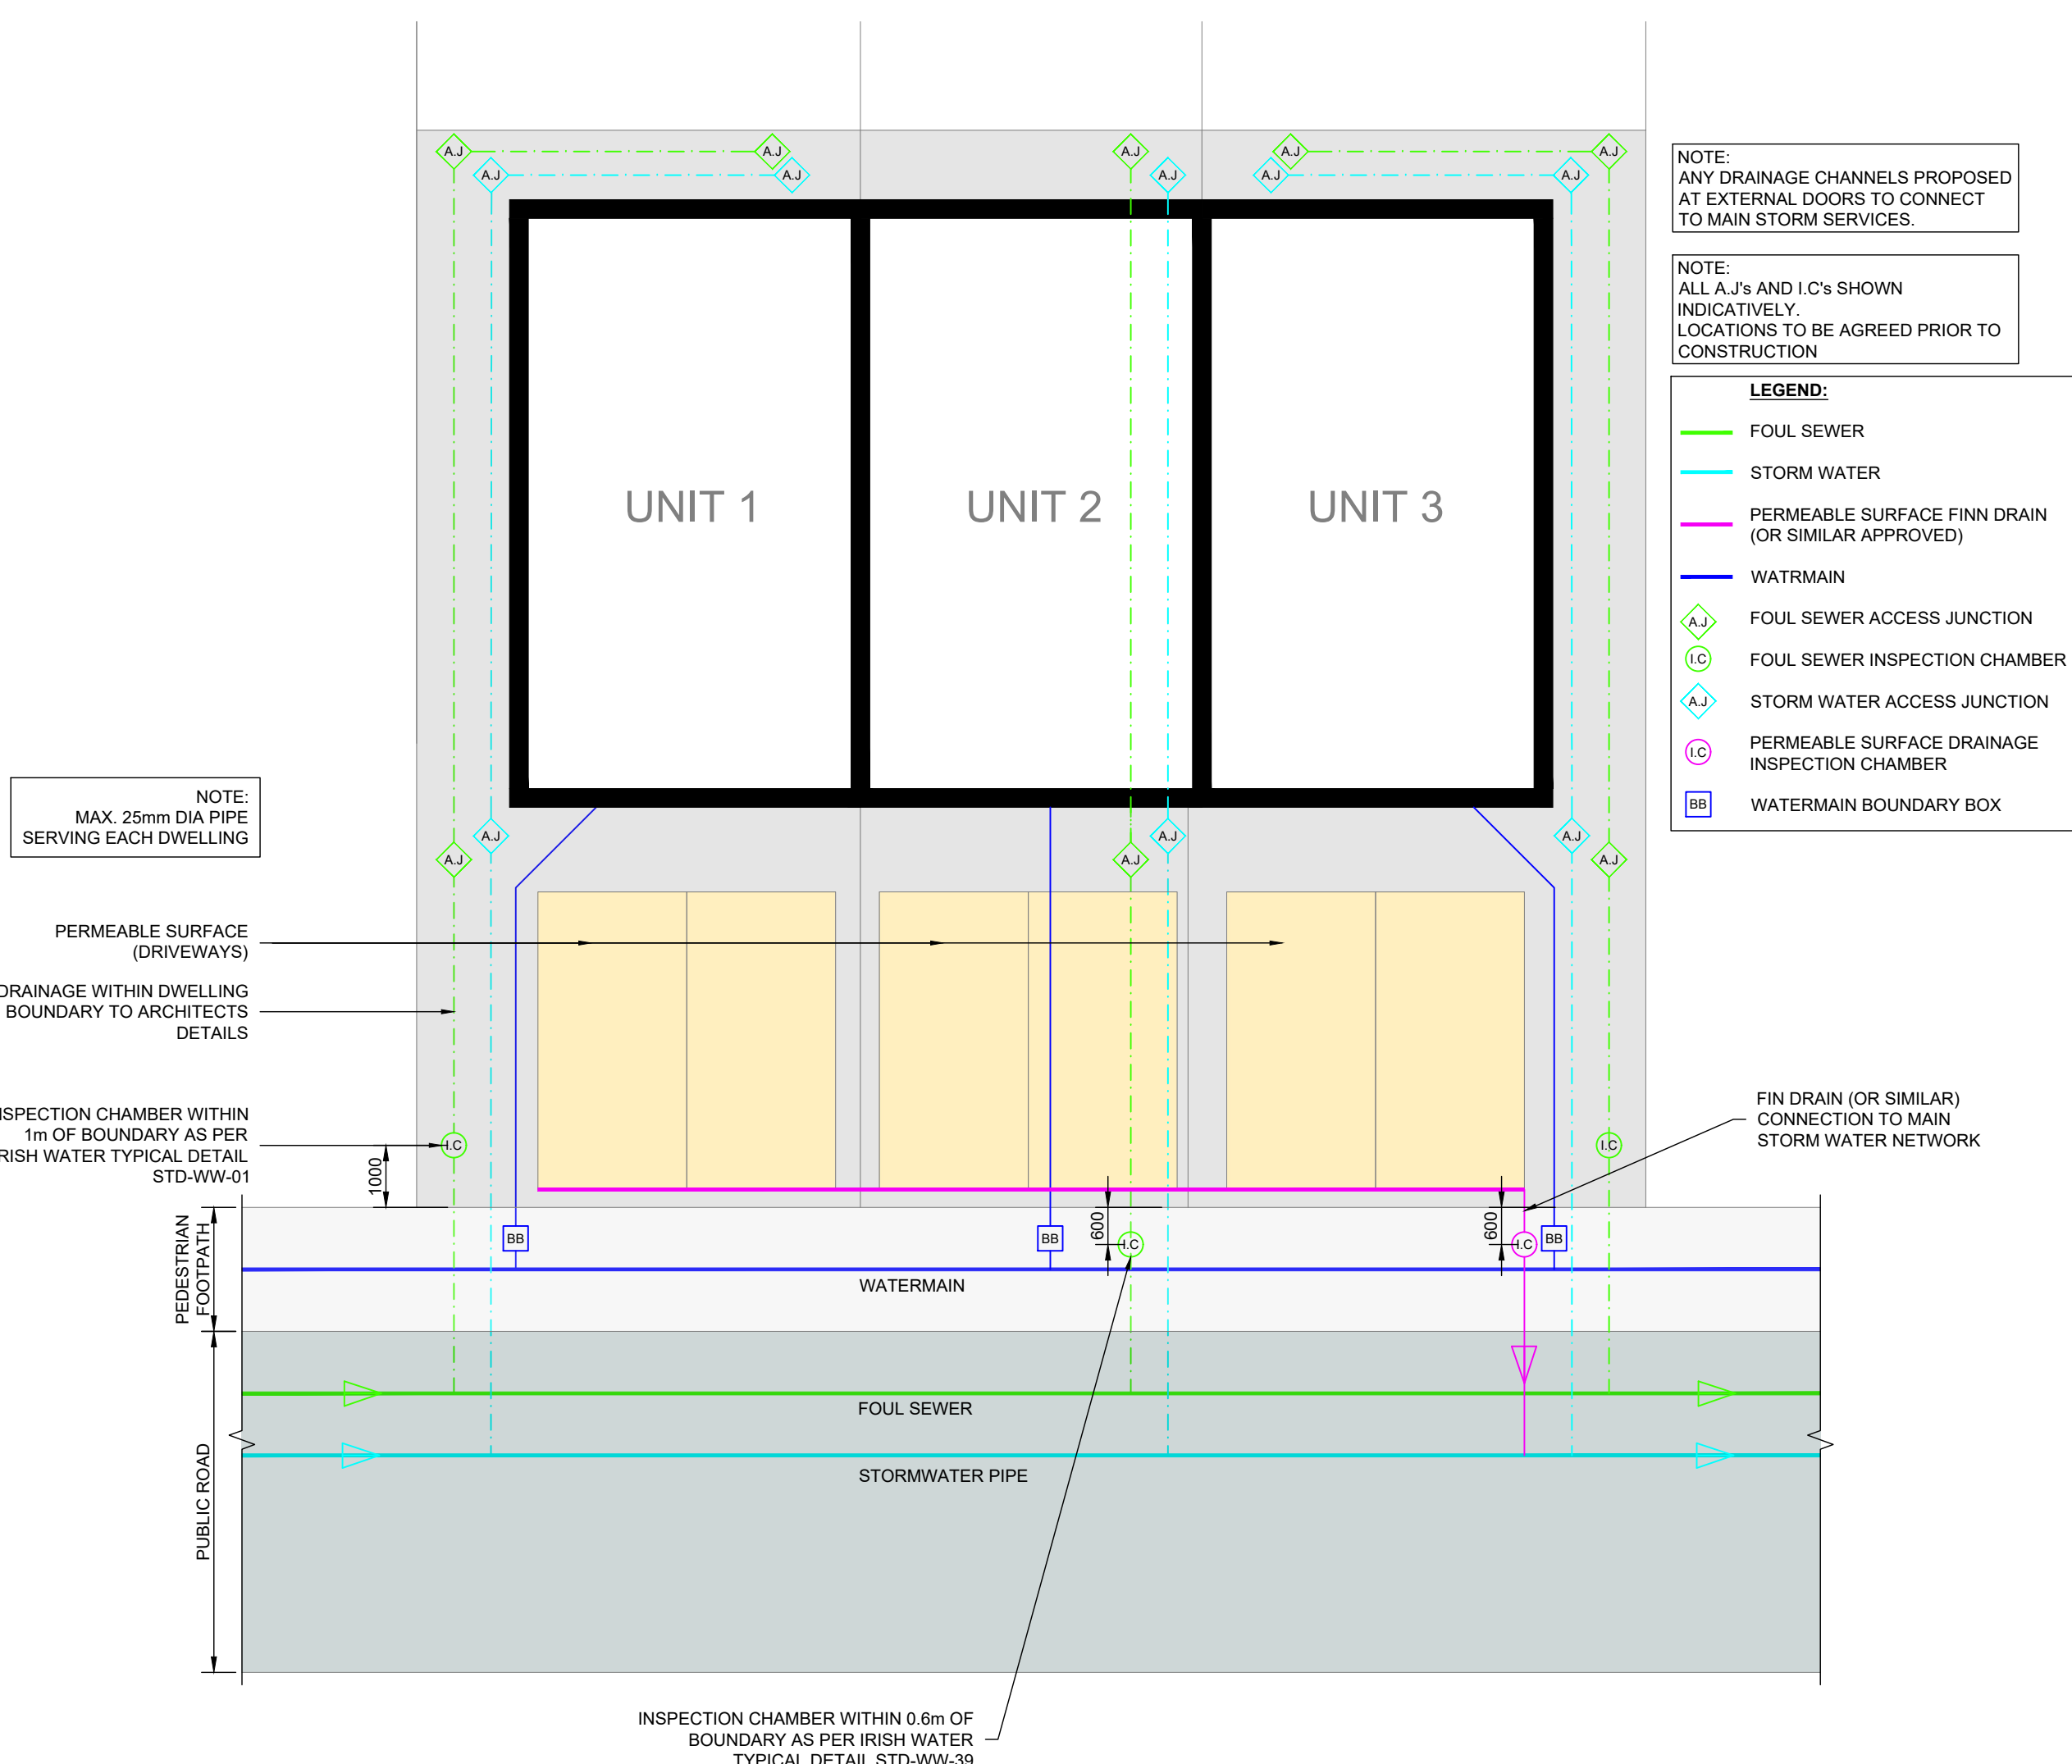 A.J
A.J
A.J
A.J
A.J
A.J
A.J
A.J
A.J
A.J
NOTE:
ANY DRAINAGE CHANNELS PROPOSED
AT EXTERNAL DOORS TO CONNECT
TO MAIN STORM SERVICES.
NOTE:
ALL A.J's AND I.C's SHOWN
INDICATIVELY.
LOCATIONS TO BE AGREED PRIOR TO
CONSTRUCTION
LEGEND:
FOUL SEWER
STORM WATER
PERMEABLE SURFACE FINN DRAIN
(OR SIMILAR APPROVED)
WATRMAIN
A.J FOUL SEWER ACCESS JUNCTION
I.C FOUL SEWER INSPECTION CHAMBER
A.J STORM WATER ACCESS JUNCTION
I.C PERMEABLE SURFACE DRAINAGE
INSPECTION CHAMBER
BB WATERMAIN BOUNDARY BOX
UNIT 1
UNIT 2
UNIT 3
NOTE:
MAX. 25mm DIA PIPE
SERVING EACH DWELLING
A.J
A.J
A.J
A.J
A.J
A.J
PERMEABLE SURFACE
(DRIVEWAYS)
DRAINAGE WITHIN DWELLING
BOUNDARY TO ARCHITECTS
DETAILS
INSPECTION CHAMBER WITHIN
1m OF BOUNDARY AS PER
IRISH WATER TYPICAL DETAIL
STD-WW-01
I.C
1000
I.C
FIN DRAIN (OR SIMILAR)
CONNECTION TO MAIN
STORM WATER NETWORK
PEDESTRIAN
FOOTPATH
BB
BB
600
I.C
600
I.C
BB
WATERMAIN
FOUL SEWER
STORMWATER PIPE
PUBLIC ROAD
INSPECTION CHAMBER WITHIN 0.6m OF
BOUNDARY AS PER IRISH WATER
TYPICAL DETAIL STD-WW-39